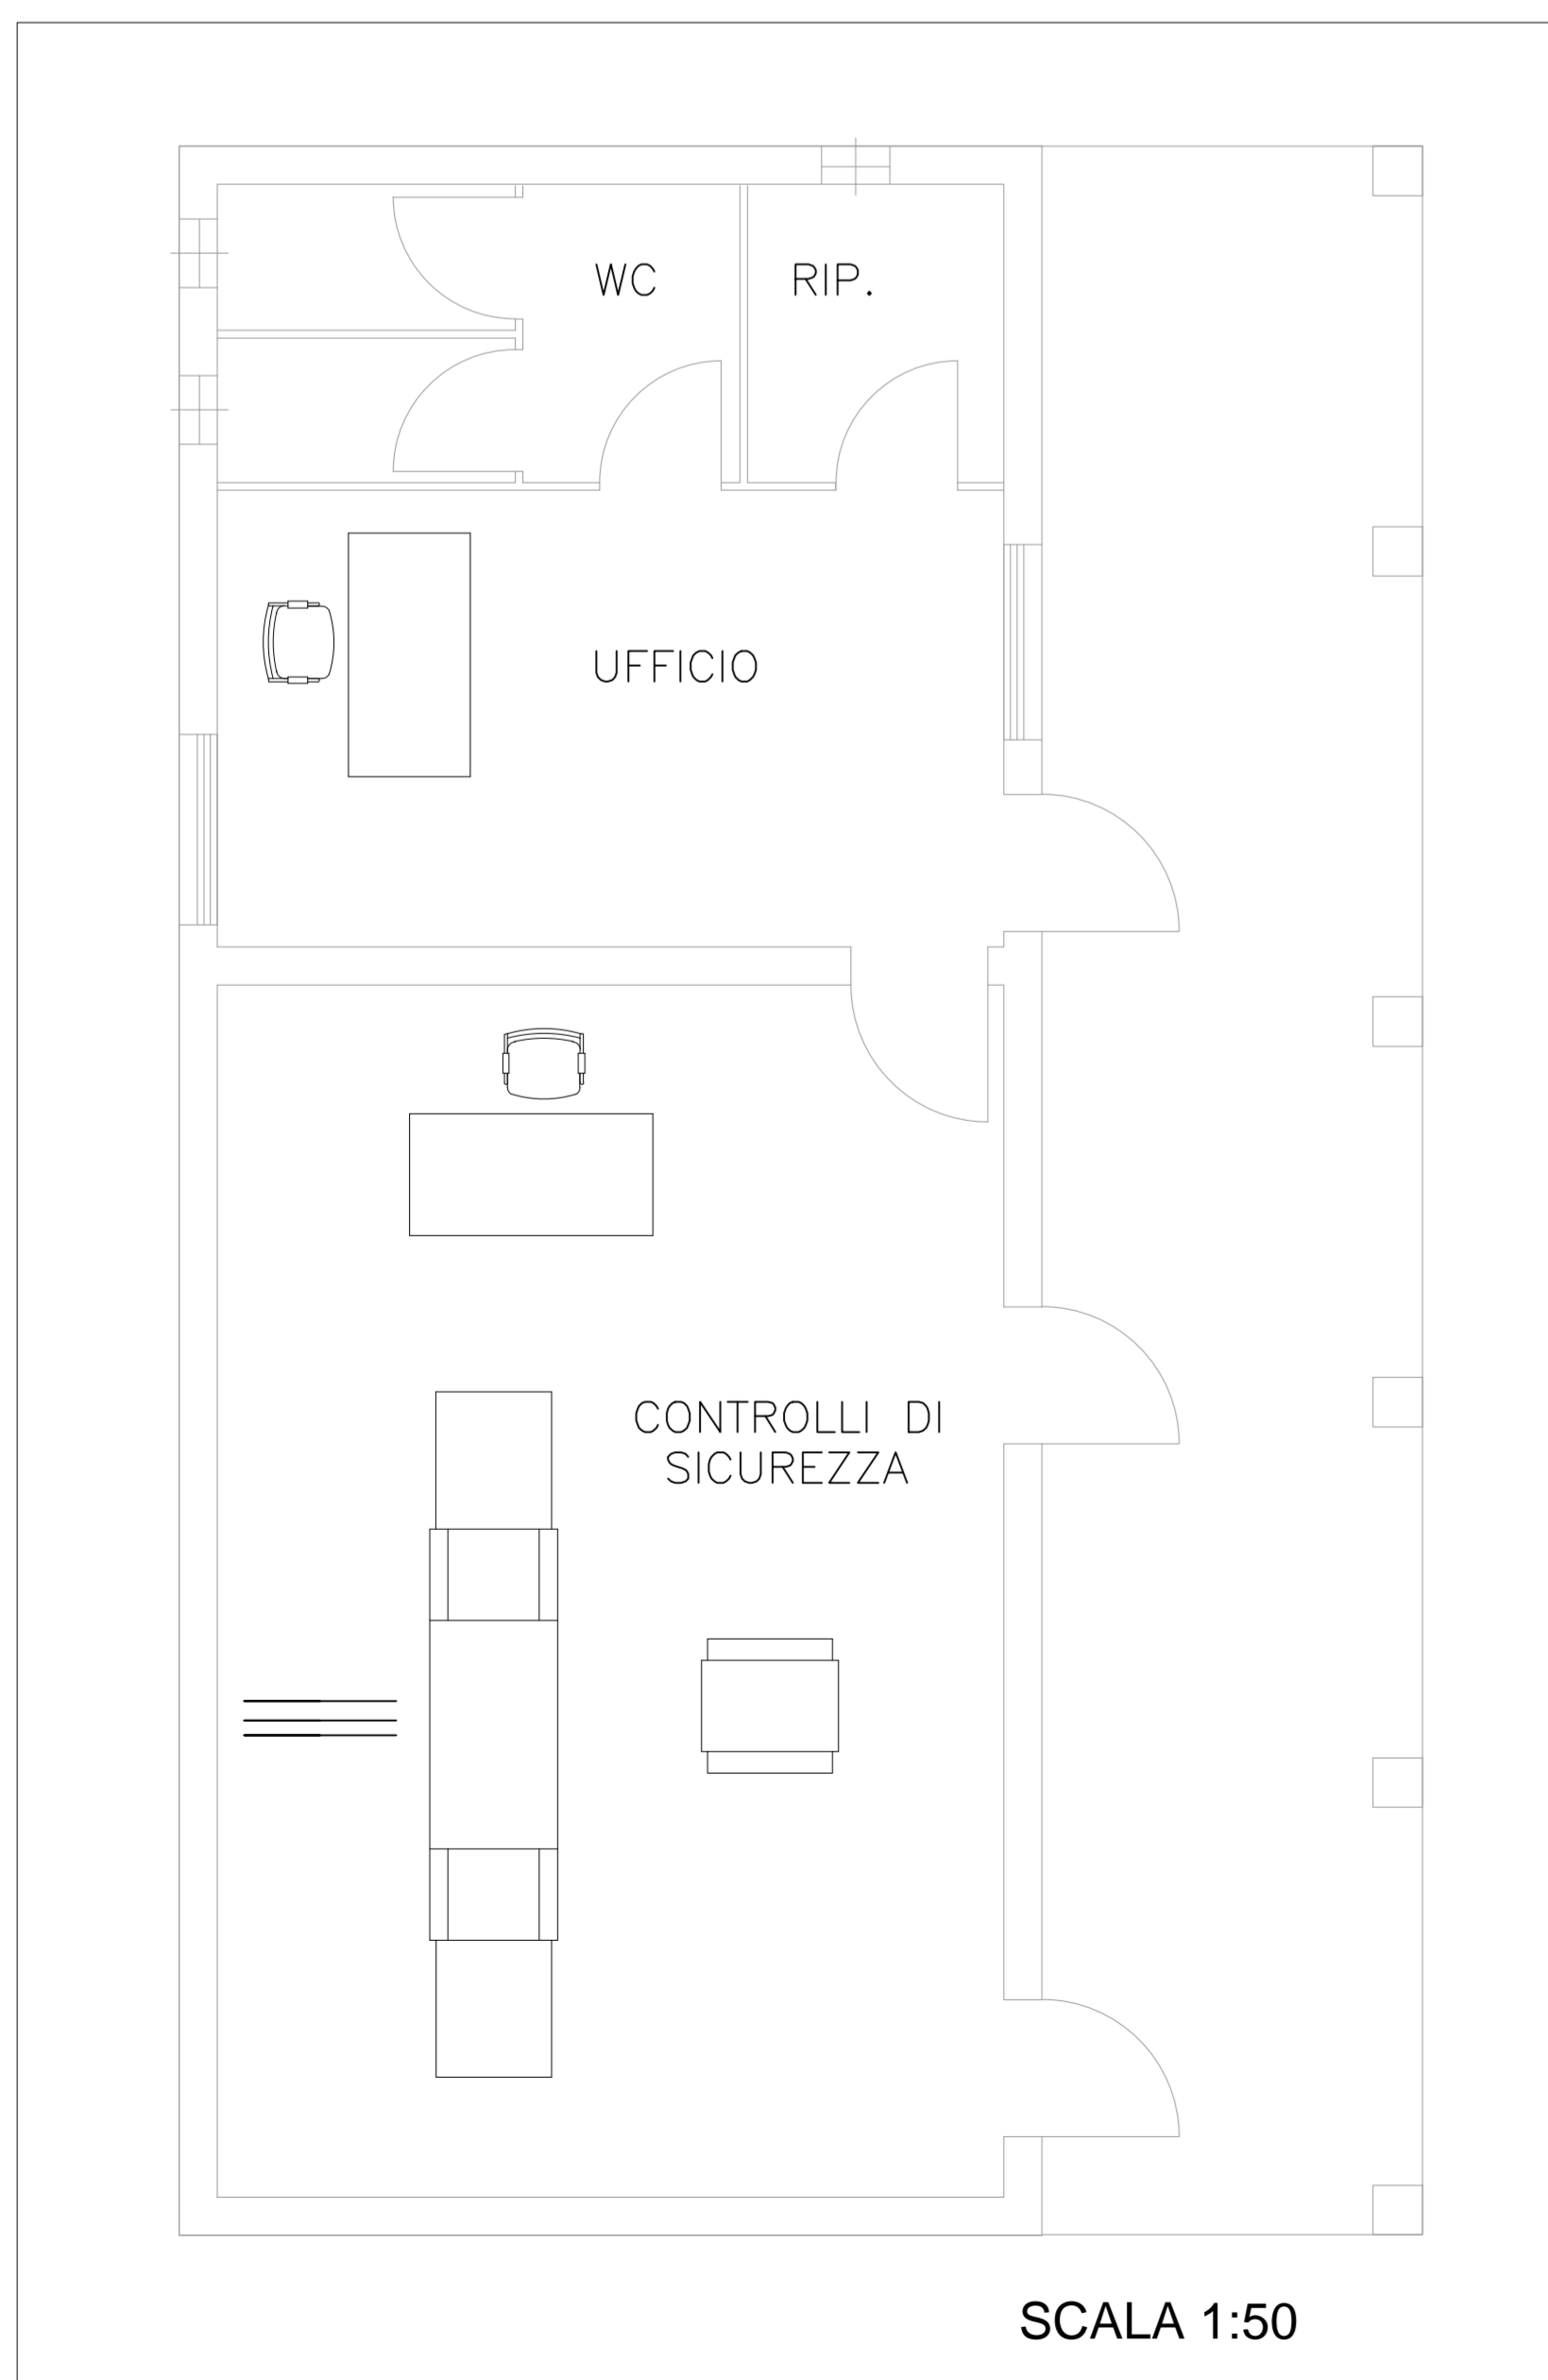 WC
RIP.
UFFICIO
CONTROLLI DI
SICUREZZA
SCALA 1:50